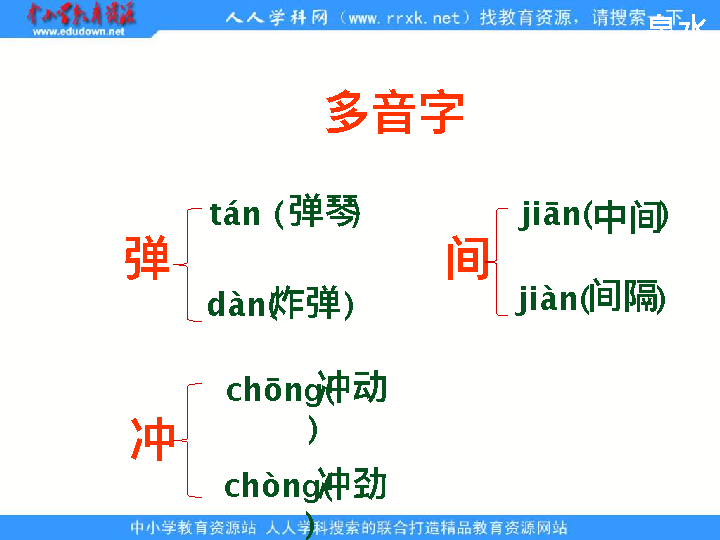 中小学教育资源
www.edudown.net
人人学科网（www.rrxk.net）找教育资源，请搜索一下
泉水
多音字
弹
tán (弹琴)
dàn(炸弹)
间
jiān(中间)
jiàn(间隔)
冲
chōng(冲动
)
chòng(冲劲
)
中小学教育资源站 人人学科搜索的联合打造精品教育资源网站